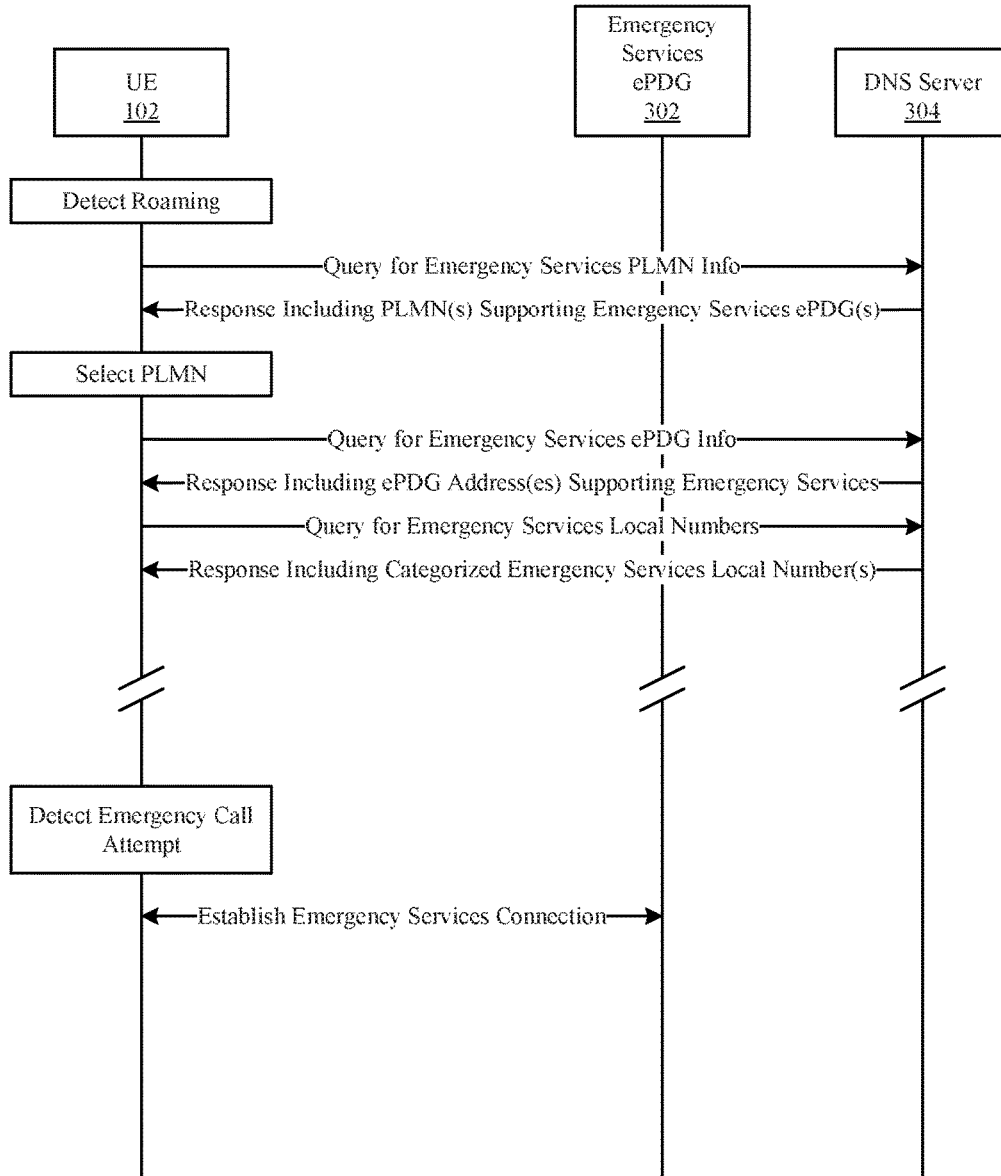 UE
102
Emergency
Services
ePDG
302
DNS Server
304
Detect Roaming
Query for Emergency Services PLMN Info
Response Including PLMN(s) Supporting Emergency Services ePDG(s)
Select PLMN
Query for Emergency Services ePDG Info
Response Including ePDG Address(es) Supporting Emergency Services
Query for Emergency Services Local Numbers
Response Including Categorized Emergency Services Local Number(s)
Detect Emergency Call
Attempt
Establish Emergency Services Connection